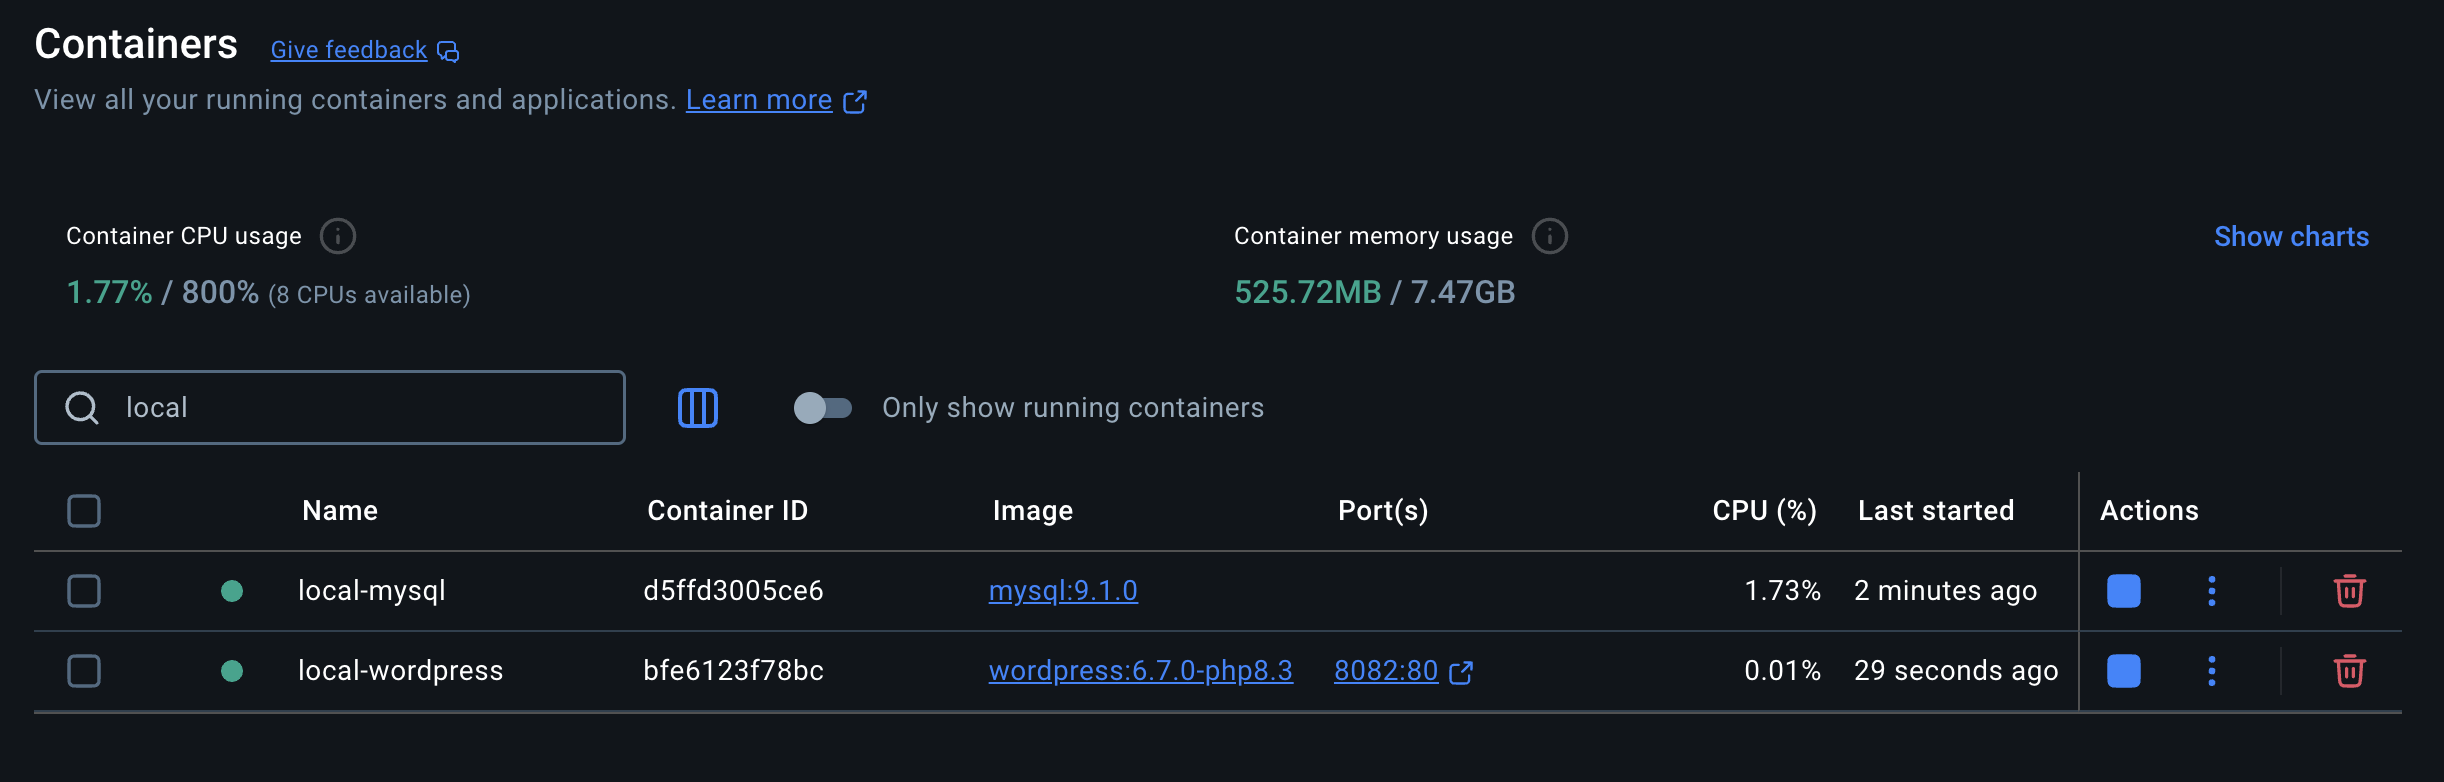 Containers Give feedback
View all your running containers and applications. Learn more
Container CPU usage
1.77% / 800% (8 CPUs available)
Container memory usage
525.72MB / 7.47GB
Show charts
local
Only show running containers
Name Container ID Image Port(s) CPU (%) Last started Actions
local-mysql d5ffd3005ce6 mysql:9.1.0 1.73% 2 minutes ago
local-wordpress bfe6123f78bc wordpress:6.7.0-php8.3 8082:80 0.01% 29 seconds ago